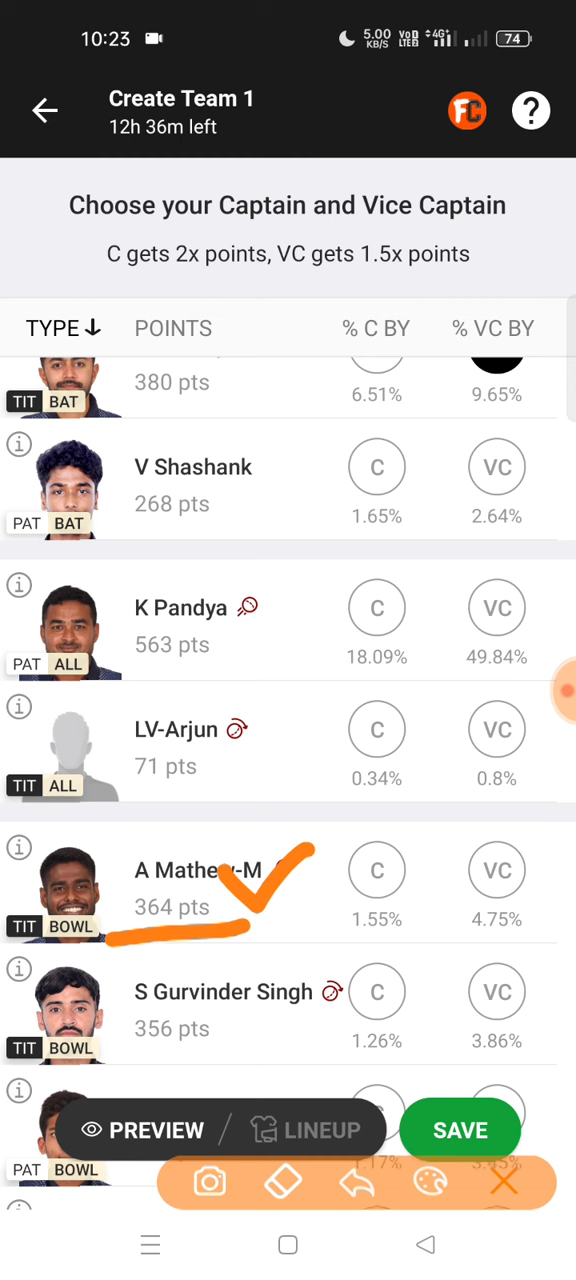 10:23
5.00 KB/S VoD LTE2 4G 74
Create Team 1
12h 36m left
FC
?
Choose your Captain and Vice Captain
C gets 2x points, VC gets 1.5x points
TYPE POINTS % C BY % VC BY
380 pts 6.51% 9.65%
TIT BAT
i
V Shashank C VC
268 pts 1.65% 2.64%
PAT BAT
i
K Pandya C VC
563 pts 18.09% 49.84%
PAT ALL
i
LV-Arjun C VC
71 pts 0.34% 0.8%
TIT ALL
i
A Mathew-M C VC
364 pts 1.55% 4.75%
TIT BOWL
i
S Gurvinder Singh C VC
356 pts 1.26% 3.86%
TIT BOWL
i
PREVIEW / LINEUP SAVE
PAT BOWL